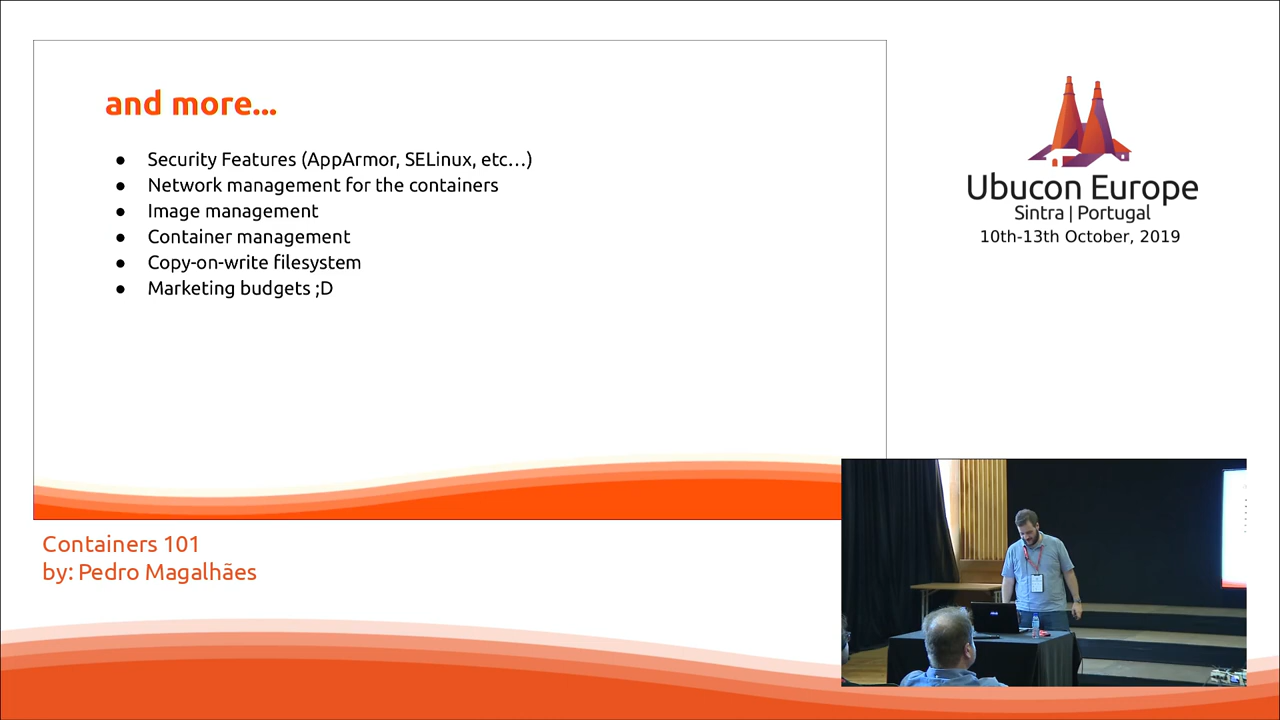 and more...
● Security Features (AppArmor, SELinux, etc…)
● Network management for the containers
● Image management
● Container management
● Copy-on-write filesystem
● Marketing budgets ;D
Ubucon Europe
Sintra | Portugal
10th-13th October, 2019
Containers 101
by: Pedro Magalhães